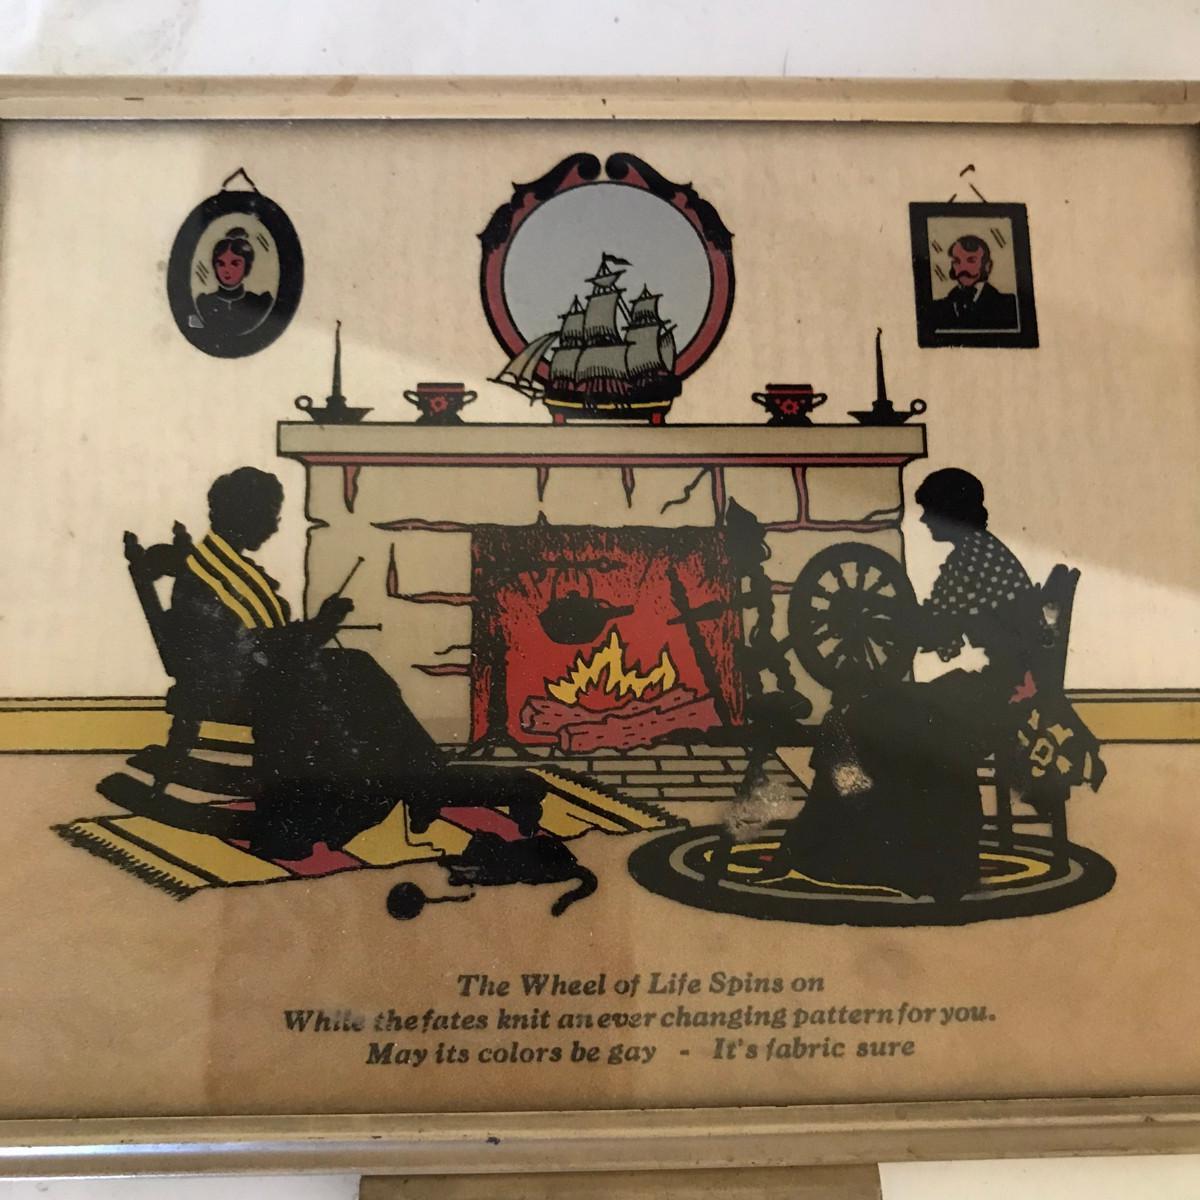 The Wheel of Life Spins on
While the fates knit an ever changing pattern for you.
May its colors be gay - It's fabric sure